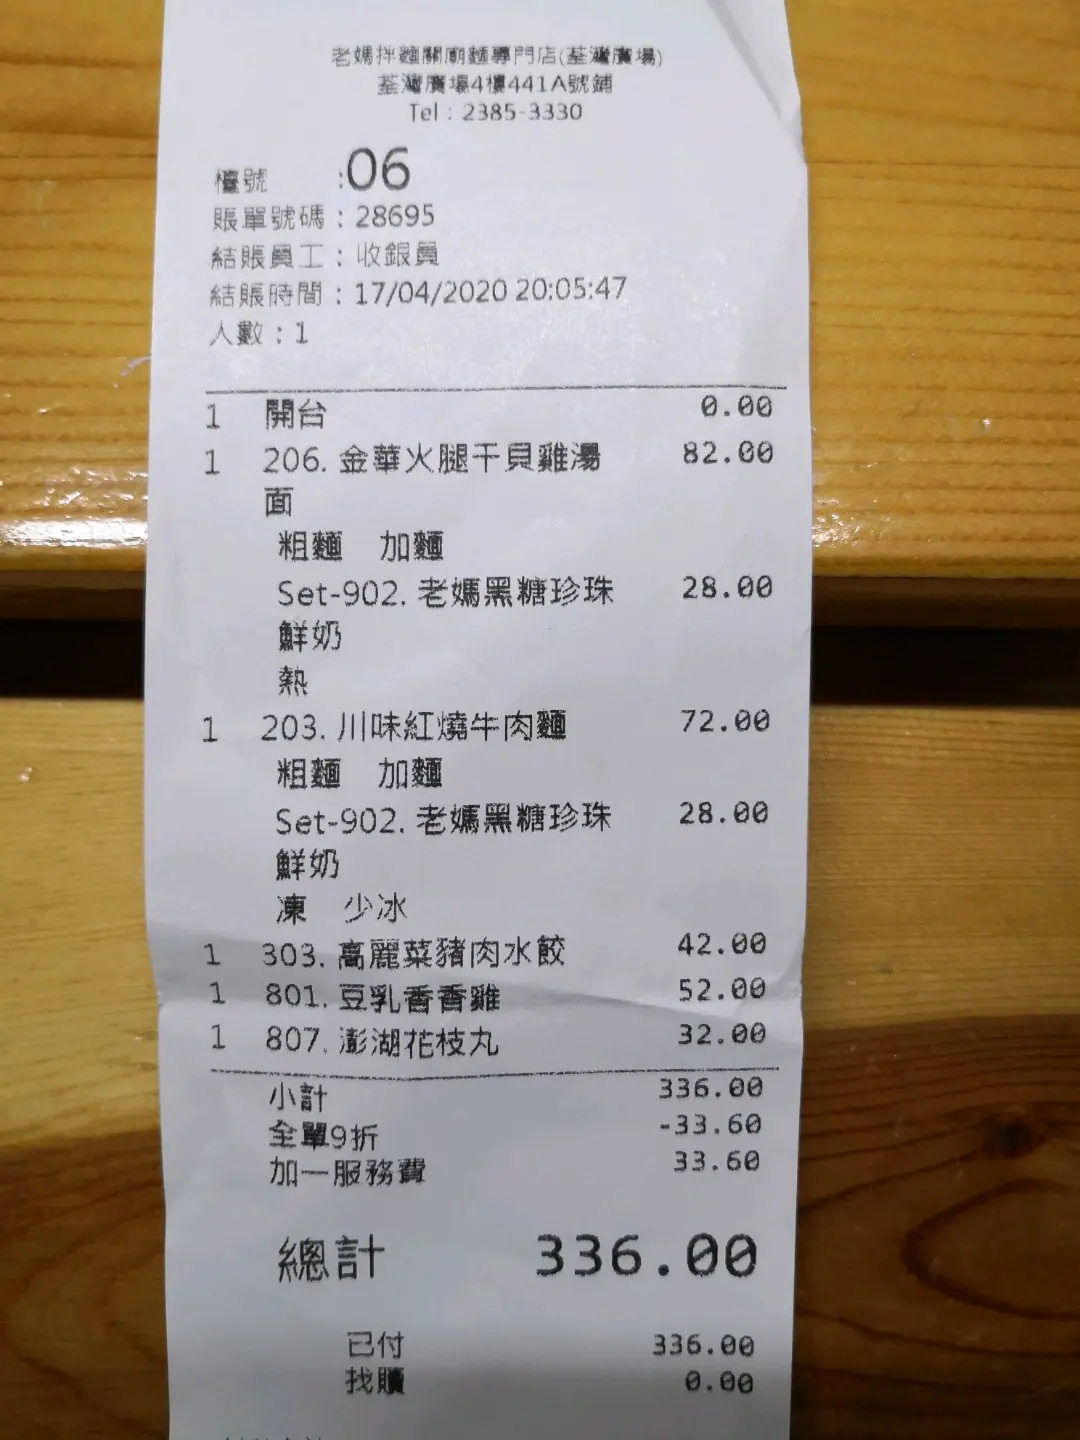 老媽拌麵關廟麵專門店(荃灣廣場)
荃灣廣場4樓441A號鋪
Tel : 2385-3330
檯號 :06
賬單號碼 : 28695
結賬員工 : 收銀員
結賬時間 : 17/04/2020 20:05:47
人數 : 1
1 開台 0.00
1 206. 金華火腿干貝雞湯 82.00
面
粗麵 加麵
Set-902. 老媽黑糖珍珠 28.00
鮮奶
熱
1 203. 川味紅燒牛肉麵 72.00
粗麵 加麵
Set-902. 老媽黑糖珍珠 28.00
鮮奶
凍 少冰
1 303. 高麗菜豬肉水餃 42.00
1 801. 豆乳香香雞 52.00
1 807. 澎湖花枝丸 32.00
小計 336.00
全單9折 -33.60
加一服務費 33.60
總計 336.00
已付 336.00
找贖 0.00